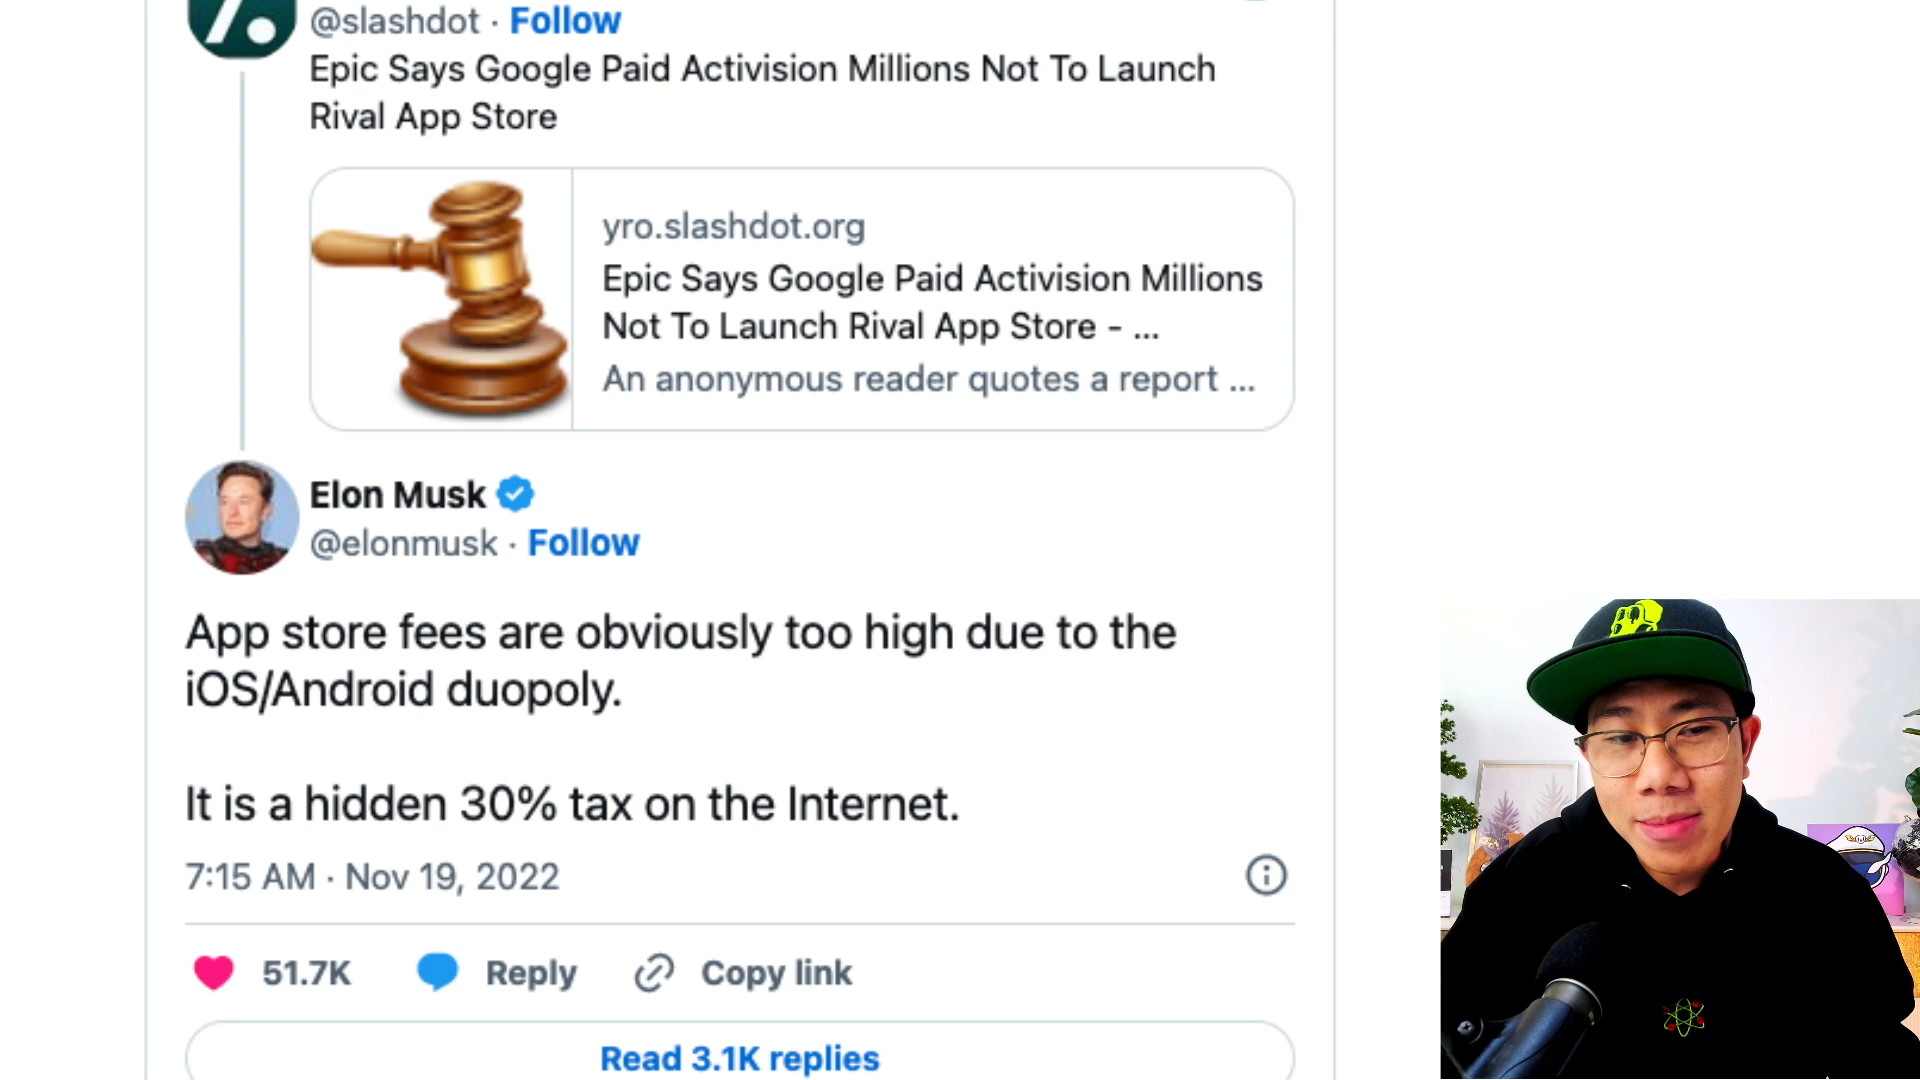 @slashdot · Follow
Epic Says Google Paid Activision Millions Not To Launch
Rival App Store
yro.slashdot.org
Epic Says Google Paid Activision Millions
Not To Launch Rival App Store - ...
An anonymous reader quotes a report ...
Elon Musk
@elonmusk · Follow
App store fees are obviously too high due to the
iOS/Android duopoly.
It is a hidden 30% tax on the Internet.
7:15 AM · Nov 19, 2022
51.7K Reply Copy link
Read 3.1K replies